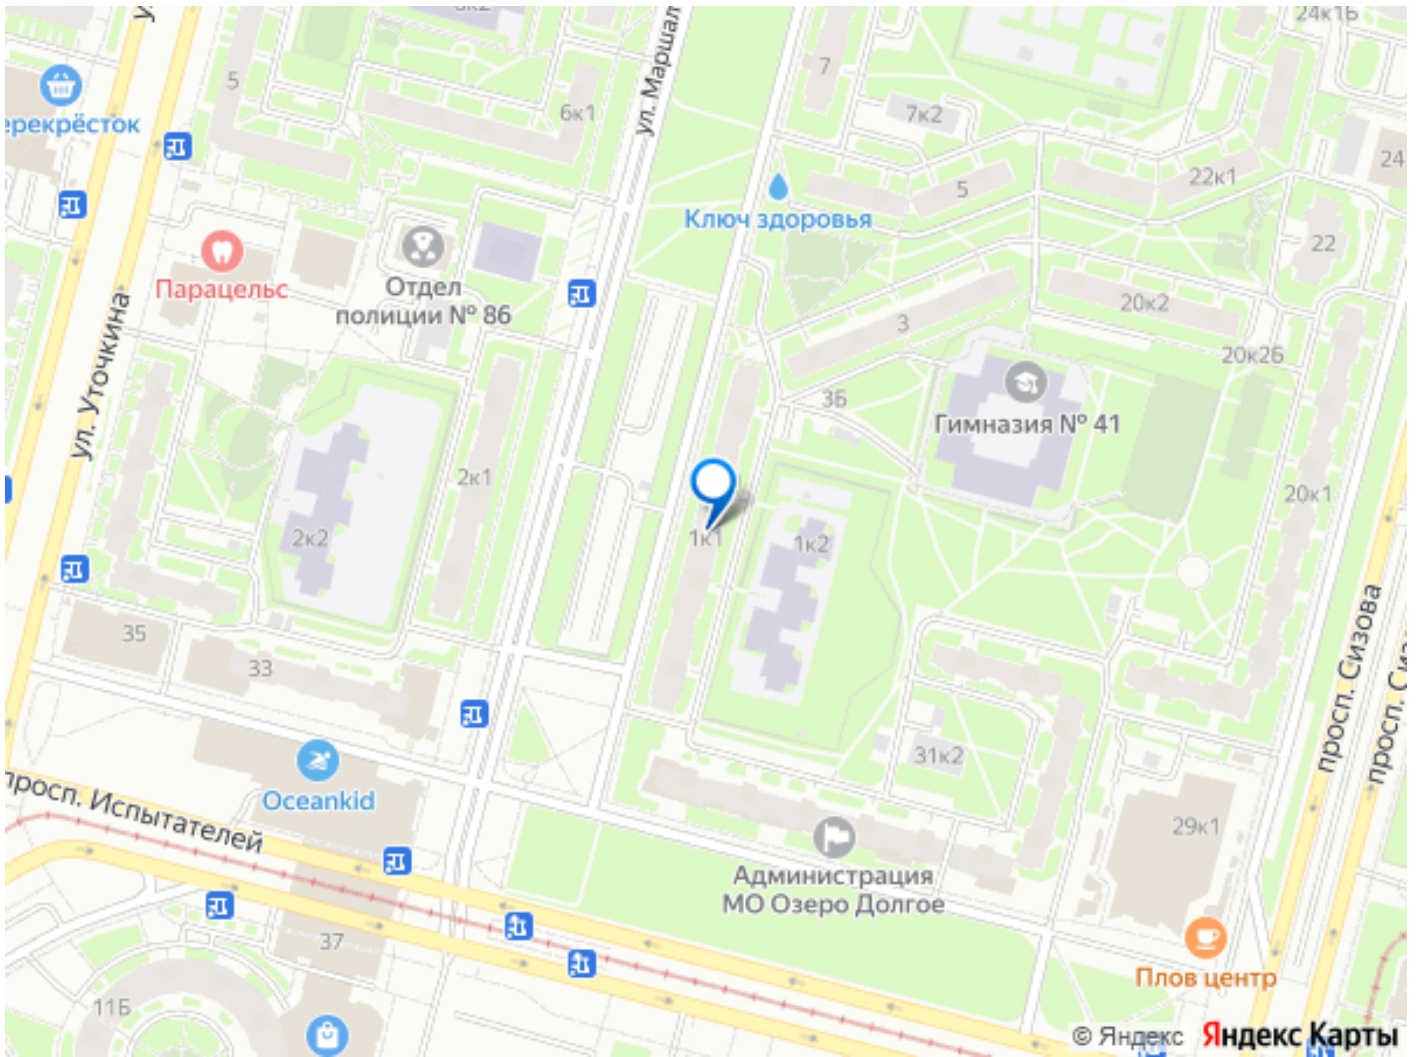 24к1Б
ул. Маршал
7
5
ерекрёсток
6к1
7к2
24
22к1
5
Ключ здоровья
22
Парацельс
Отдел
полиции № 86
20к2
3
20к2Б
ул. Уточкина
3Б
Гимназия № 41
2к1
20к1
2к2
1к1
1к2
35
33
просп. Сизова
31к2
Oceankid
просп. Испытателей
29к1
Администрация
МО Озеро Долгое
37
Плов центр
11Б
© Яндекс Яндекс Карты